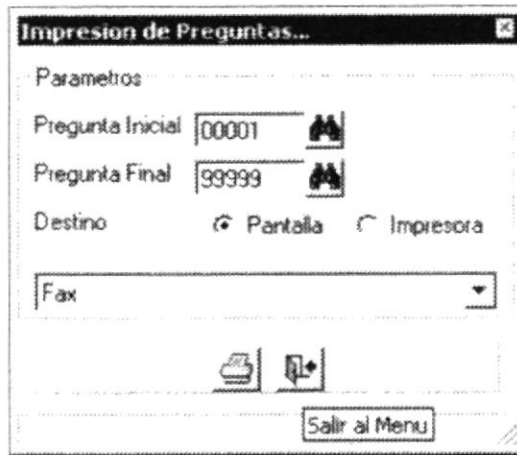 Impresion de Preguntas...
Parametros
Pregunta Inicial 00001
Pregunta Final 99999
Destino Pantalla Impresora
Fax
Salir al Menu